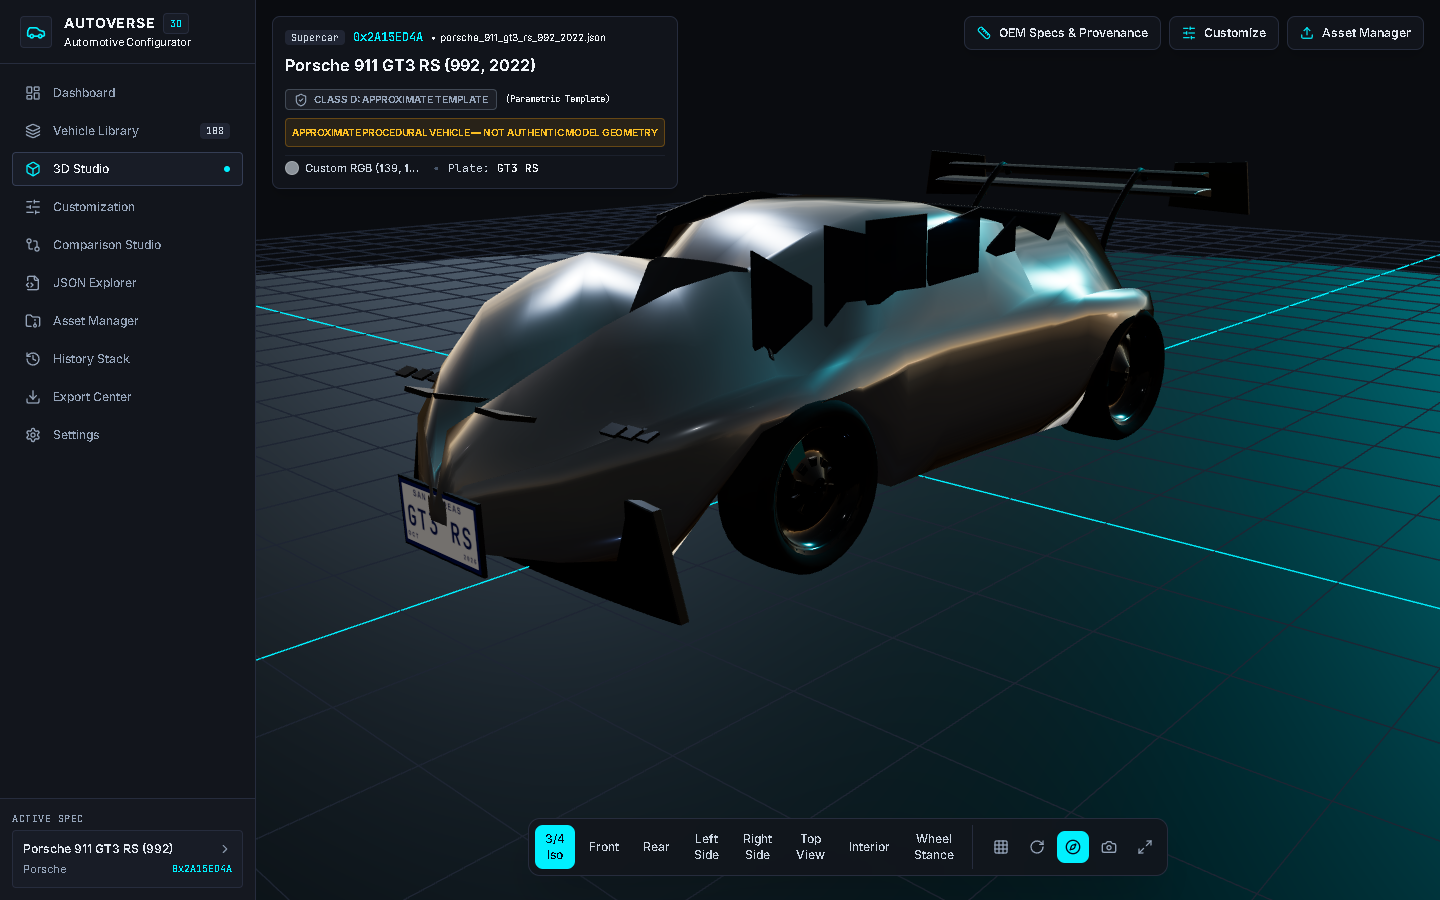 AUTOVERSE 3D
Automotive Configurator
Dashboard
Vehicle Library 188
3D Studio
Customization
Comparison Studio
JSON Explorer
Asset Manager
History Stack
Export Center
Settings
ACTIVE SPEC
Porsche 911 GT3 RS (992)
Porsche 0x2A15ED4A
Supercar 0x2A15ED4A • porsche_911_gt3_rs_992_2022.json
Porsche 911 GT3 RS (992, 2022)
CLASS D: APPROXIMATE TEMPLATE (Parametric Template)
APPROXIMATE PROCEDURAL VEHICLE — NOT AUTHENTIC MODEL GEOMETRY
Custom RGB (139, 1... • Plate: GT3 RS
OEM Specs & Provenance
Customize
Asset Manager
GT3 RS
3/4
Iso
Front
Rear
Left
Side
Right
Side
Top
View
Interior
Wheel
Stance